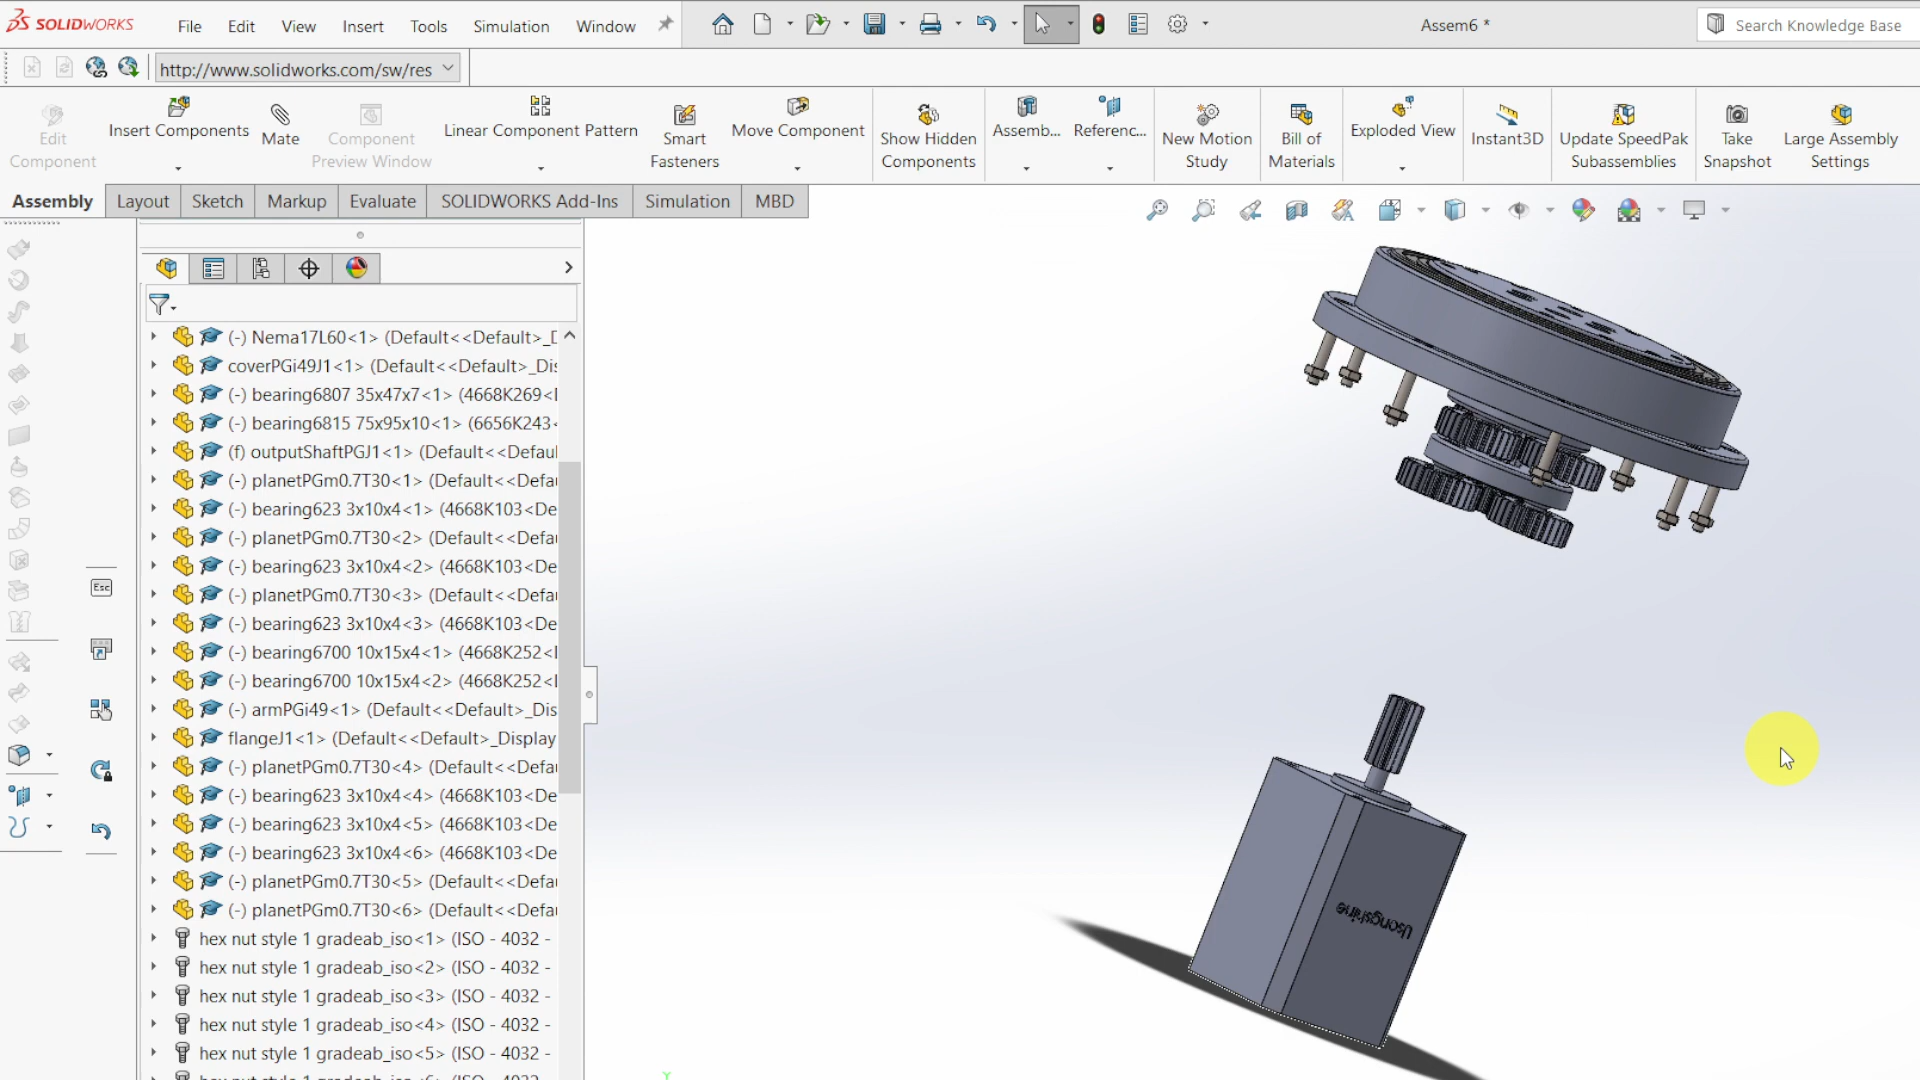 SOLIDWORKS File Edit View Insert Tools Simulation Window Assem6 * Search Knowledge Base
http://www.solidworks.com/sw/res
Edit Component
Insert Components
Mate
Component Preview Window
Linear Component Pattern
Smart Fasteners
Move Component
Show Hidden Components
Assemb...
Referenc...
New Motion Study
Bill of Materials
Exploded View
Instant3D
Update SpeedPak Subassemblies
Take Snapshot
Large Assembly Settings
Assembly Layout Sketch Markup Evaluate SOLIDWORKS Add-Ins Simulation MBD
(-) Nema17L60<1> (Default<<Default>_D
coverPGi49J1<1> (Default<<Default>_Dis
(-) bearing6807 35x47x7<1> (4668K269<
(-) bearing6815 75x95x10<1> (6656K243<
(f) outputShaftPGJ1<1> (Default<<Defaul
(-) planetPGm0.7T30<1> (Default<<Defau
(-) bearing623 3x10x4<1> (4668K103<De
(-) planetPGm0.7T30<2> (Default<<Defau
(-) bearing623 3x10x4<2> (4668K103<De
(-) planetPGm0.7T30<3> (Default<<Defau
(-) bearing623 3x10x4<3> (4668K103<De
(-) bearing6700 10x15x4<1> (4668K252<
(-) bearing6700 10x15x4<2> (4668K252<
(-) armPGi49<1> (Default<<Default>_Dis
flangeJ1<1> (Default<<Default>_Display
(-) planetPGm0.7T30<4> (Default<<Defau
(-) bearing623 3x10x4<4> (4668K103<De
(-) bearing623 3x10x4<5> (4668K103<De
(-) bearing623 3x10x4<6> (4668K103<De
(-) planetPGm0.7T30<5> (Default<<Defau
(-) planetPGm0.7T30<6> (Default<<Defau
hex nut style 1 gradeab_iso<1> (ISO - 4032 -
hex nut style 1 gradeab_iso<2> (ISO - 4032 -
hex nut style 1 gradeab_iso<3> (ISO - 4032 -
hex nut style 1 gradeab_iso<4> (ISO - 4032 -
hex nut style 1 gradeab_iso<5> (ISO - 4032 -
Esc
Usongshine